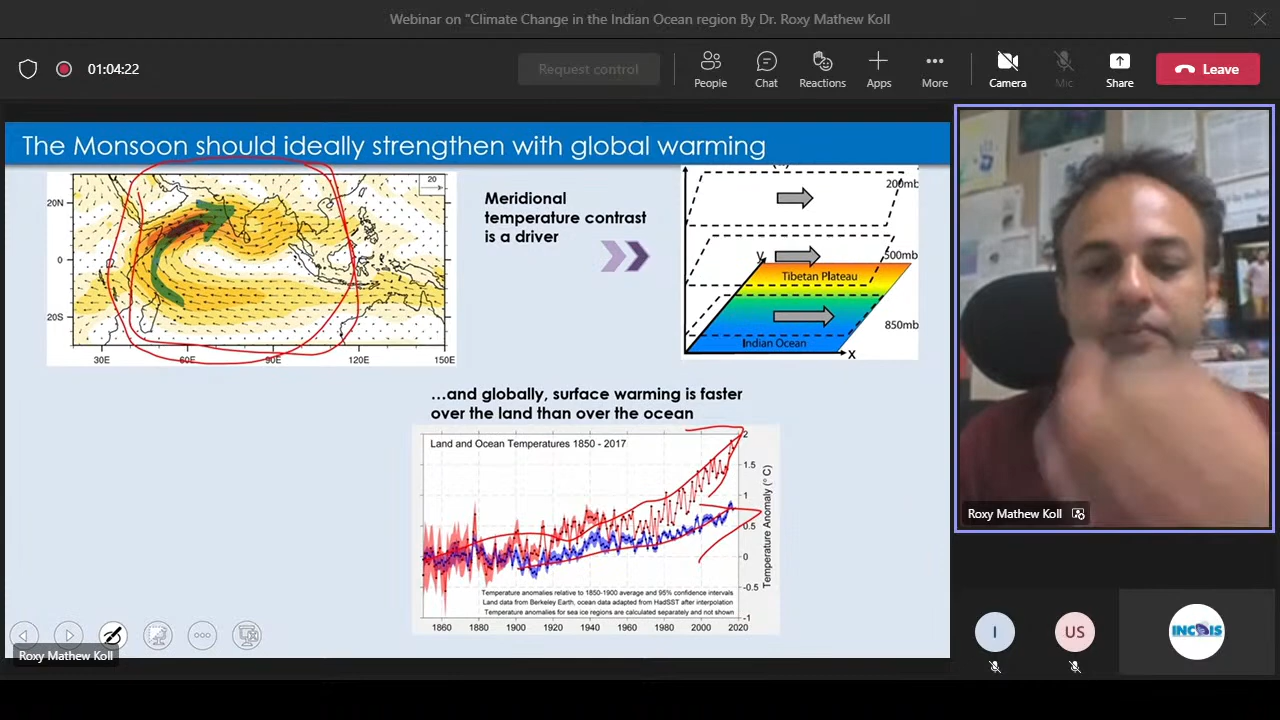 Webinar on "Climate Change in the Indian Ocean region By Dr. Roxy Mathew Koll
01:04:22
Request control
People
Chat
Reactions
Apps
More
Camera
Mic
Share
Leave
The Monsoon should ideally strengthen with global warming
20
20N
0
20S
30E
60E
90E
120E
150E
Meridional
temperature contrast
is a driver
200mb
500mb
850mb
y
Tibetan Plateau
Indian Ocean
x
…and globally, surface warming is faster
over the land than over the ocean
Land and Ocean Temperatures 1850 - 2017
2
1.5
1
0.5
0
-0.5
-1
Temperature Anomaly (° C)
Temperature anomalies relative to 1850-1900 average and 95% confidence intervals
Land data from Berkeley Earth, ocean data adapted from HadSST after interpolation
Temperature anomalies for sea ice regions are calculated separately and not shown
1860
1880
1900
1920
1940
1960
1980
2000
2020
Roxy Mathew Koll
Roxy Mathew Koll
I
US
INCOIS